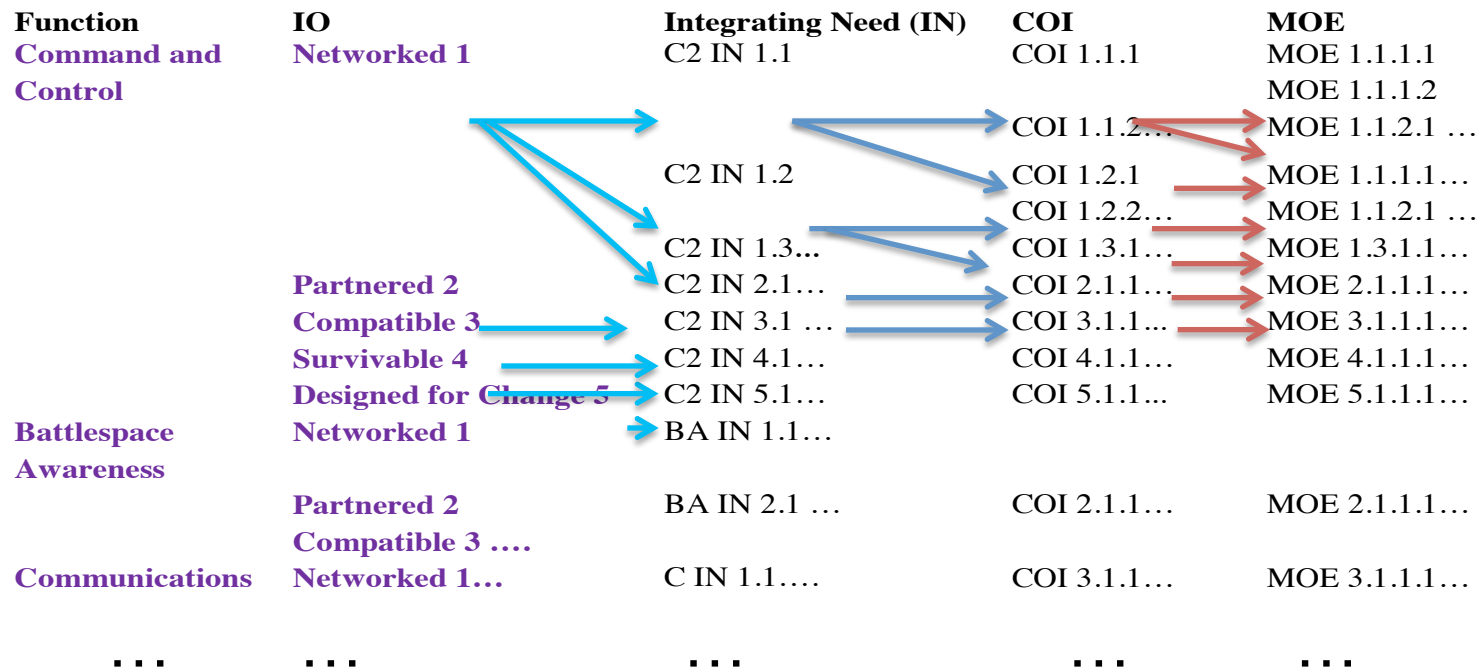 Function IO Integrating Need (IN) COI MOE
Command and Networked 1 C2 IN 1.1 COI 1.1.1 MOE 1.1.1.1
Control MOE 1.1.1.2
COI 1.1.2… MOE 1.1.2.1 …
C2 IN 1.2 COI 1.2.1 MOE 1.1.1.1…
COI 1.2.2… MOE 1.1.2.1 …
C2 IN 1.3… COI 1.3.1… MOE 1.3.1.1…
Partnered 2 C2 IN 2.1… COI 2.1.1… MOE 2.1.1.1…
Compatible 3 C2 IN 3.1 … COI 3.1.1... MOE 3.1.1.1…
Survivable 4 C2 IN 4.1… COI 4.1.1… MOE 4.1.1.1…
Designed for Change 5 C2 IN 5.1… COI 5.1.1... MOE 5.1.1.1…
Battlespace Networked 1 BA IN 1.1…
Awareness
Partnered 2 BA IN 2.1 … COI 2.1.1… MOE 2.1.1.1…
Compatible 3 ….
Communications Networked 1… C IN 1.1…. COI 3.1.1… MOE 3.1.1.1…
… … … … …